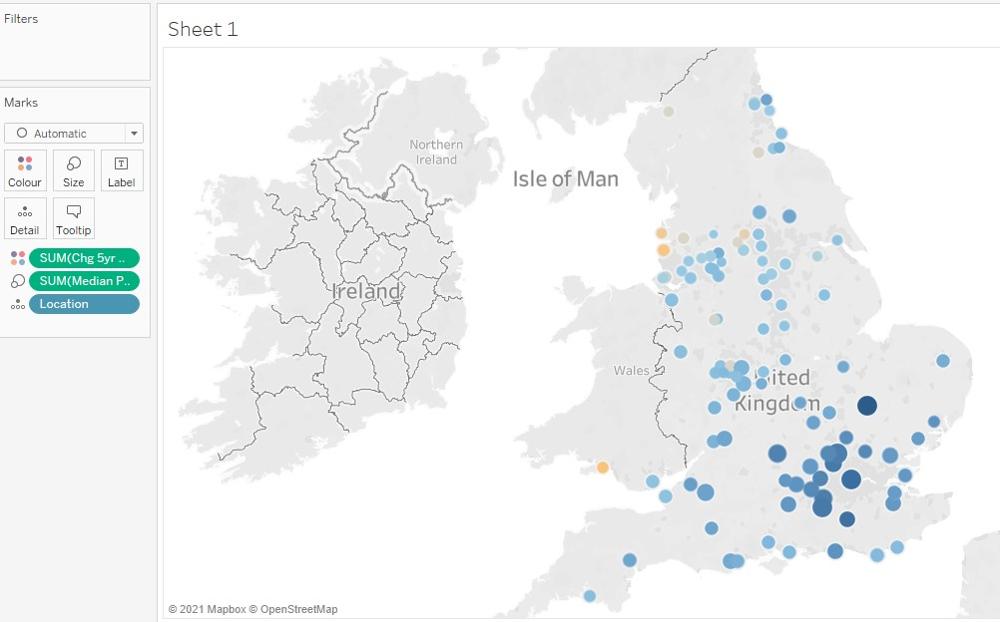 Filters
Sheet 1
Marks
Automatic
Colour
Size
Label
Detail
Tooltip
SUM(Chg 5yr ..
SUM(Median P..
Location
Northern
Ireland
Isle of Man
Ireland
Wales
ited
Kingdom
© 2021 Mapbox © OpenStreetMap